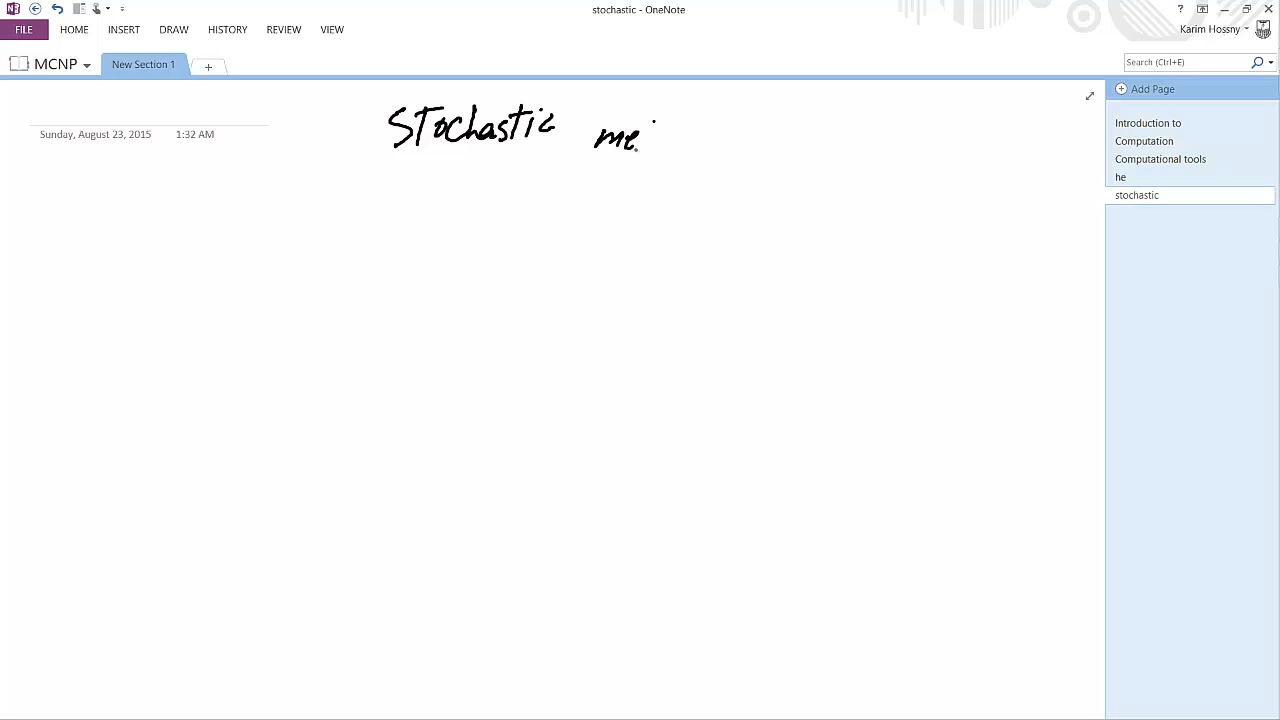 stochastic - OneNote
? 
FILE HOME INSERT DRAW HISTORY REVIEW VIEW
Karim Hossny
MCNP
New Section 1
+
Search (Ctrl+E)
Add Page
Sunday, August 23, 2015 1:32 AM
Stochastic me
Introduction to
Computation
Computational tools
he
stochastic